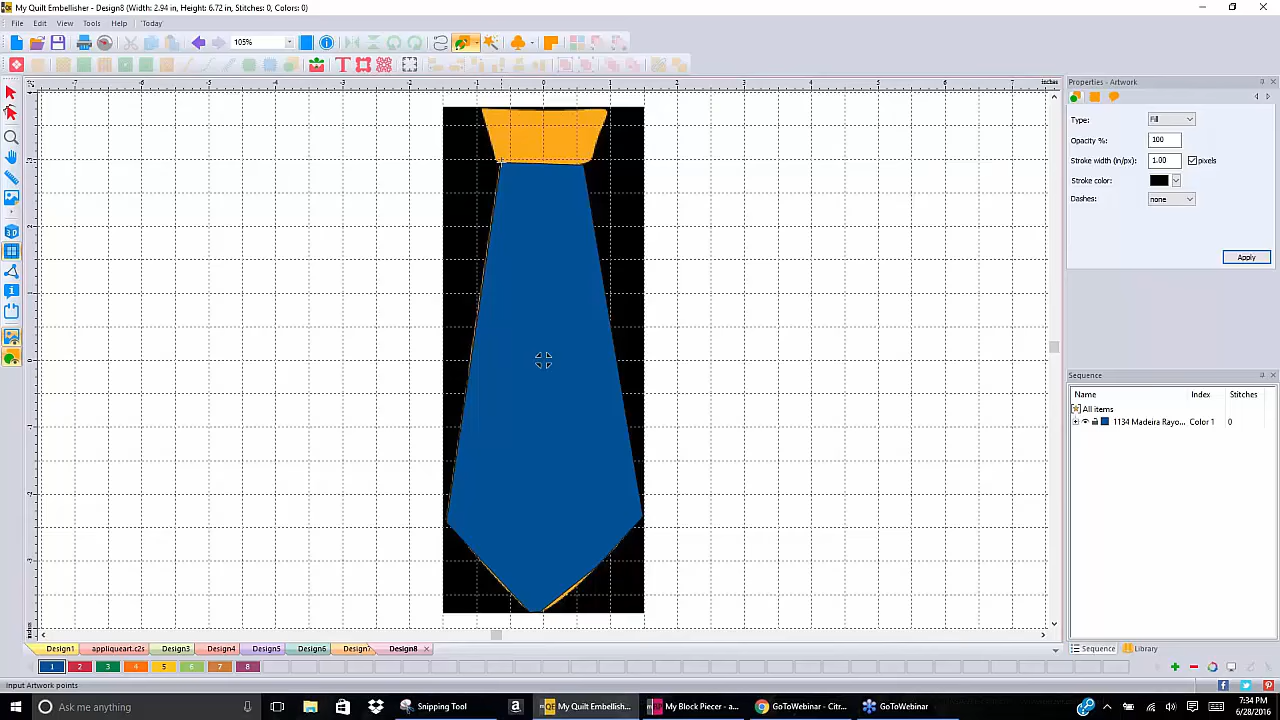 My Quilt Embellisher - Design8 (Width: 2.94 in, Height: 6.72 in, Stitches: 0, Colors: 0)
File Edit View Tools Help 'Today'
105%
inches
Properties - Artwork
Type: Fill
Opacity %: 100
Stroke width (in/px): 1.00 pixels
Stroke color:
Dashes: none
Apply
Sequence
Name Index Stitches
All items
1134 Madeira Rayo... Color 1 0
Design1 appliqueart.c2s Design3 Design4 Design5 Design6 Design7 Design8
Sequence Library
1 2 3 4 5 6 7 8
Input Artwork points
Ask me anything
Snipping Tool
My Quilt Embellish...
My Block Piecer - a...
GoToWebinar - Citr...
GoToWebinar
7:34 PM
6/28/2016